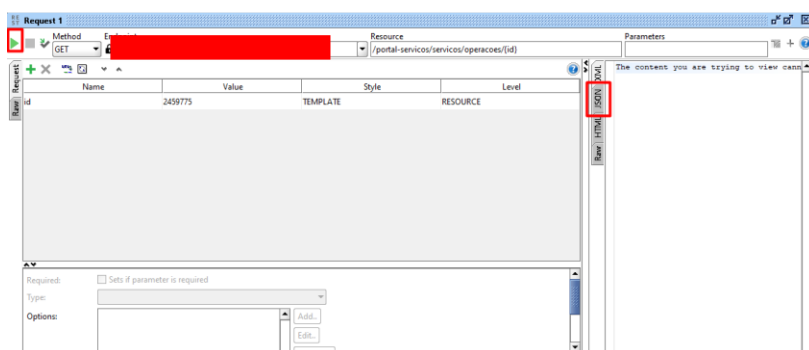 Request 1
Method Resource Parameters
GET /portal-servicos/servicos/operacoes/{id}
Request
Raw
Name Value Style Level
id 2459775 TEMPLATE RESOURCE
Required: Sets if parameter is required
Type:
Options: Add..
Edit..
XML
JSON
HTML
Raw
The content you are trying to view cann